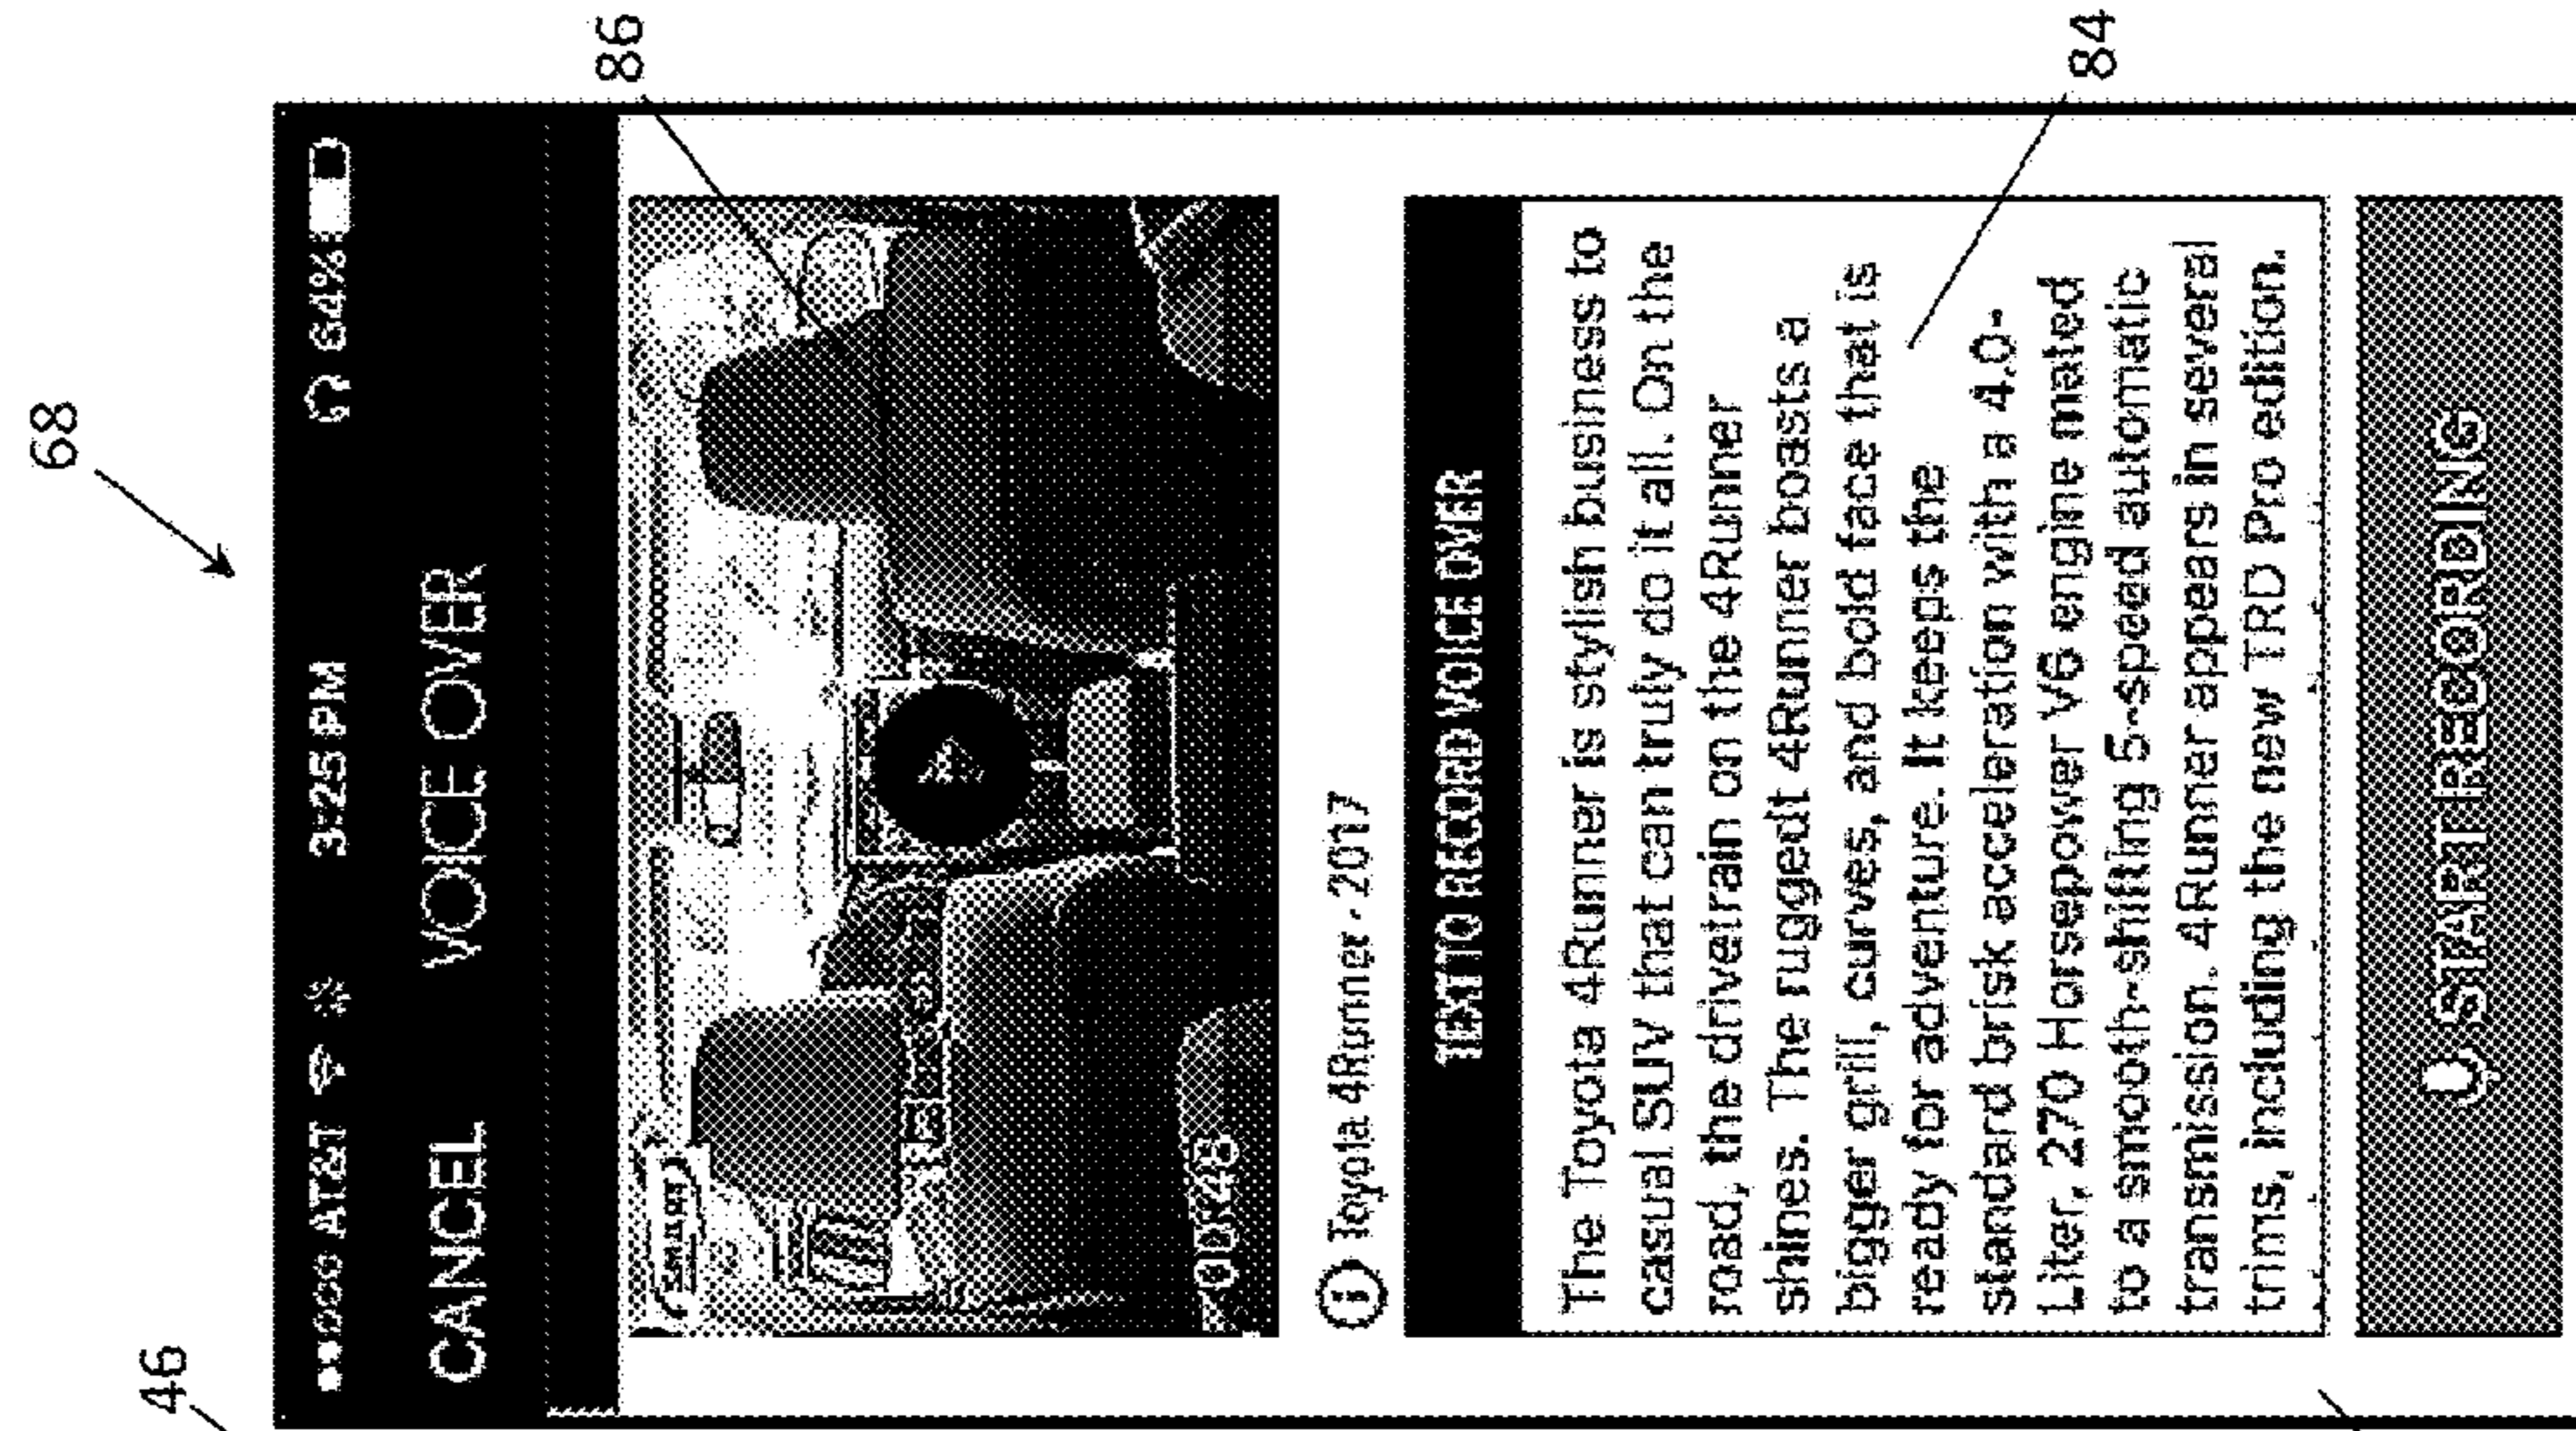 68
46
86
AT&T 3:25 PM 64%
CANCEL VOICE OVER
Toyota 4Runner - 2017
TEXT TO RECORD VOICE OVER
The Toyota 4Runner is stylish business to
casual SUV that can truly do it all. On the
road, the drivetrain on the 4Runner
shines. The rugged 4Runner boasts a
bigger grill, curves, and bold face that is
ready for adventure. It keeps the
standard brisk acceleration with a 4.0-
Liter, 270 Horsepower V6 engine mated
to a smooth-shifting 5-speed automatic
transmission. 4Runner appears in several
trims, including the new TRD Pro edition.
84
START RECORDING